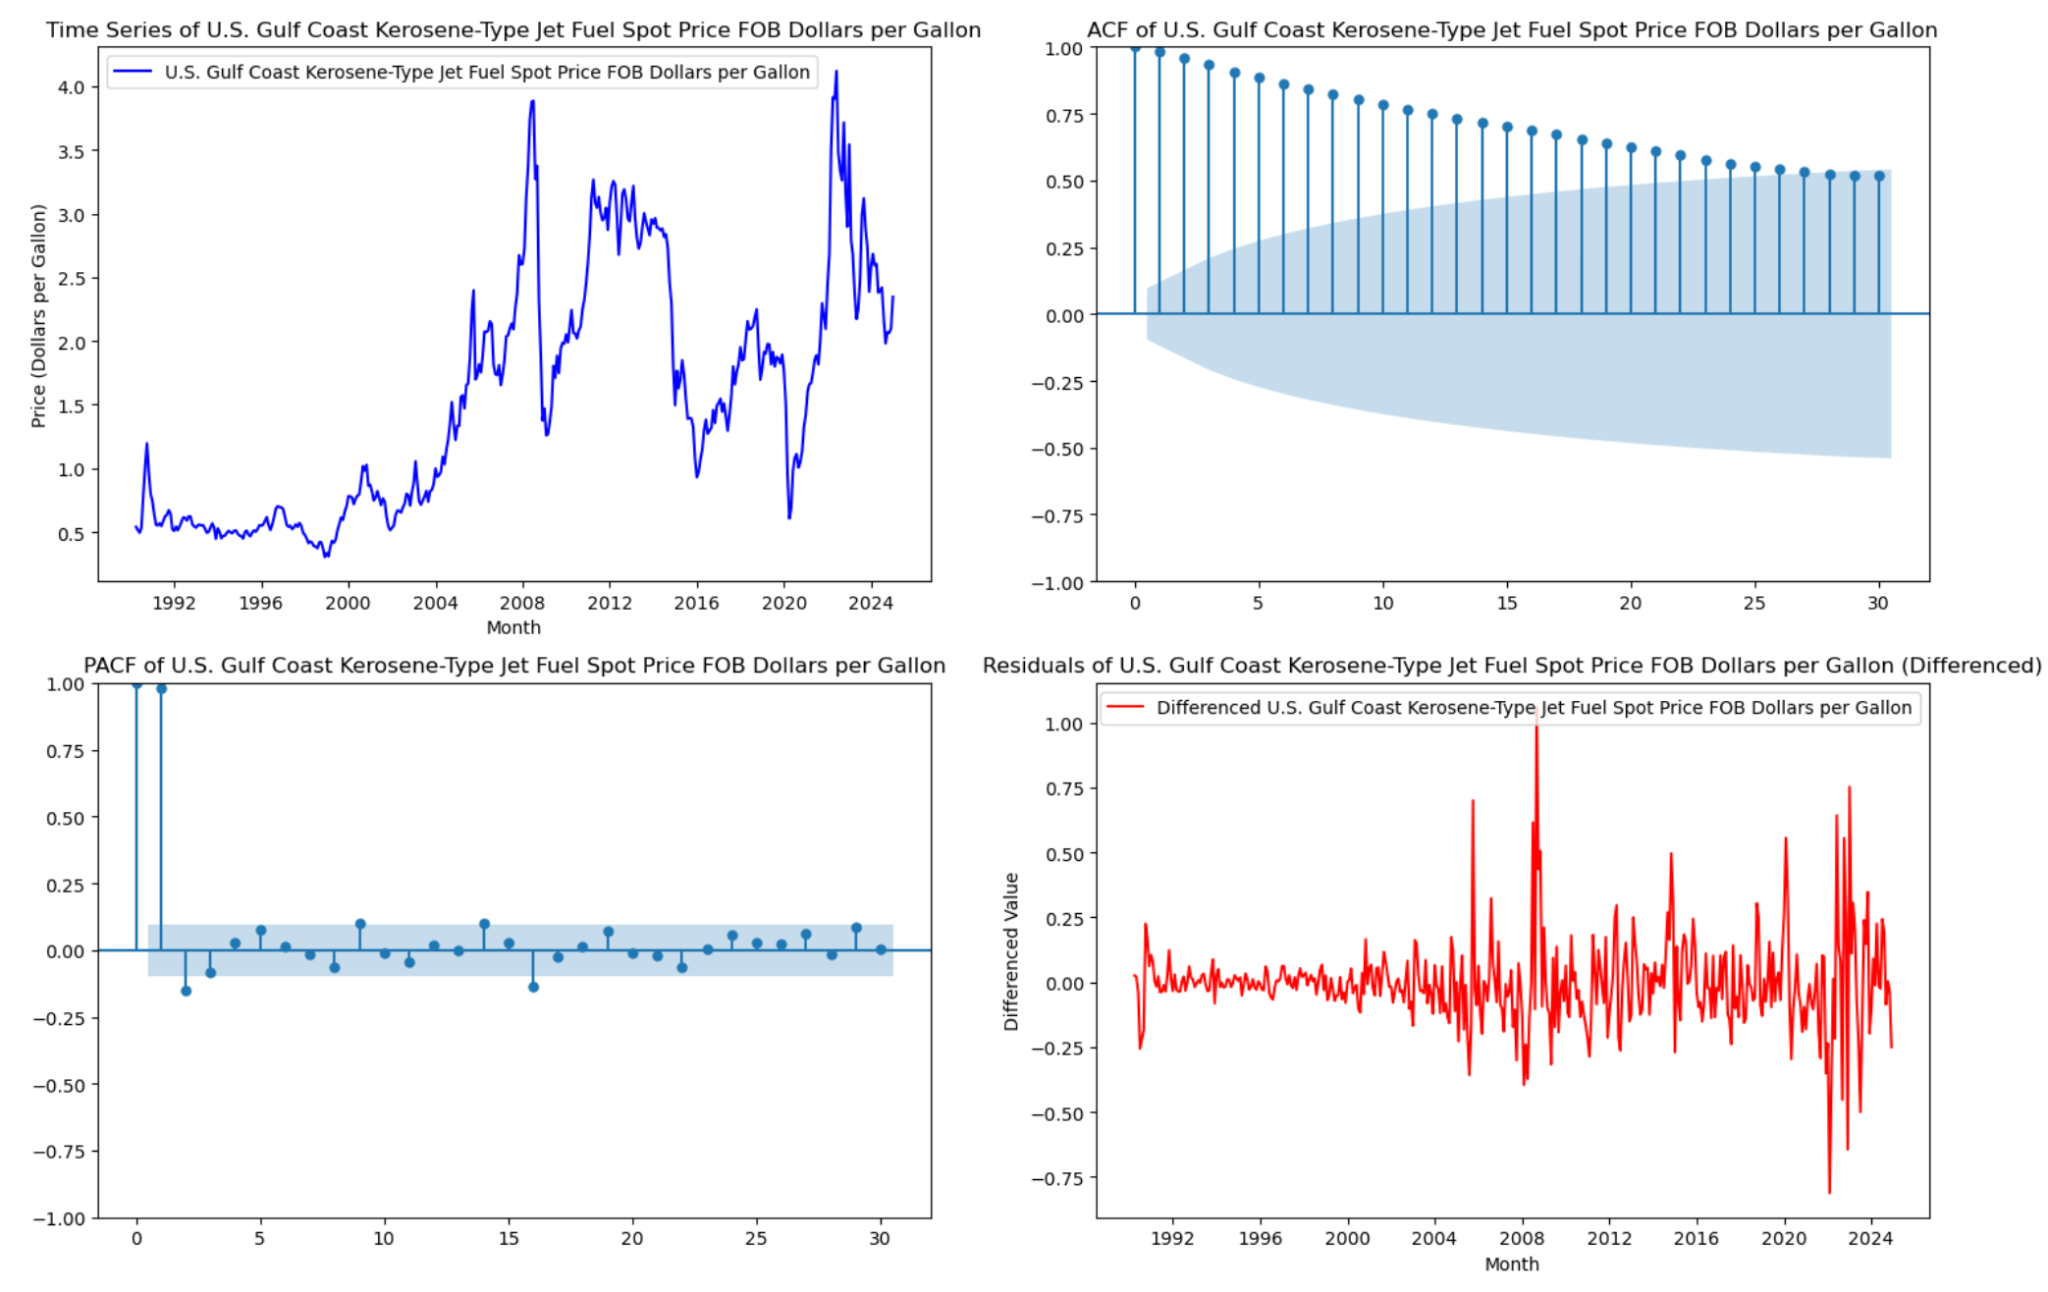 Time Series of U.S. Gulf Coast Kerosene-Type Jet Fuel Spot Price FOB Dollars per Gallon
U.S. Gulf Coast Kerosene-Type Jet Fuel Spot Price FOB Dollars per Gallon
Price (Dollars per Gallon)
4.0
3.5
3.0
2.5
2.0
1.5
1.0
0.5
1992 1996 2000 2004 2008 2012 2016 2020 2024
Month
ACF of U.S. Gulf Coast Kerosene-Type Jet Fuel Spot Price FOB Dollars per Gallon
1.00
0.75
0.50
0.25
0.00
−0.25
−0.50
−0.75
−1.00
0 5 10 15 20 25 30
PACF of U.S. Gulf Coast Kerosene-Type Jet Fuel Spot Price FOB Dollars per Gallon
1.00
0.75
0.50
0.25
0.00
−0.25
−0.50
−0.75
−1.00
0 5 10 15 20 25 30
Residuals of U.S. Gulf Coast Kerosene-Type Jet Fuel Spot Price FOB Dollars per Gallon (Differenced)
Differenced U.S. Gulf Coast Kerosene-Type Jet Fuel Spot Price FOB Dollars per Gallon
Differenced Value
1.00
0.75
0.50
0.25
0.00
−0.25
−0.50
−0.75
1992 1996 2000 2004 2008 2012 2016 2020 2024
Month